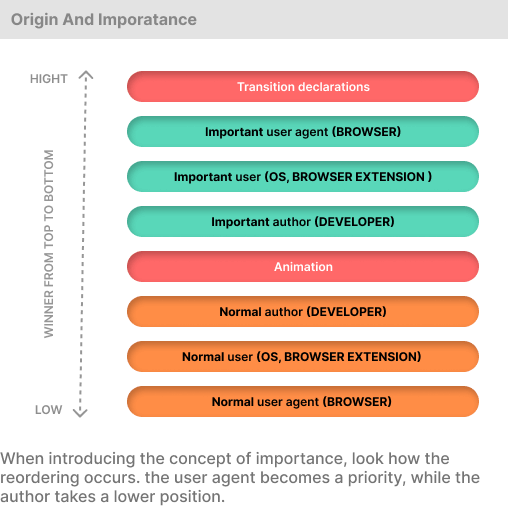 Origin And Imporatance
HIGHT
Transition declarations
Important user agent (BROWSER)
Important user (OS, BROWSER EXTENSION )
Important author (DEVELOPER)
WINNER FROM TOP TO BOTTOM
Animation
Normal author (DEVELOPER)
Normal user (OS, BROWSER EXTENSION)
Normal user agent (BROWSER)
LOW
When introducing the concept of importance, look how the
reordering occurs. the user agent becomes a priority, while the
author takes a lower position.